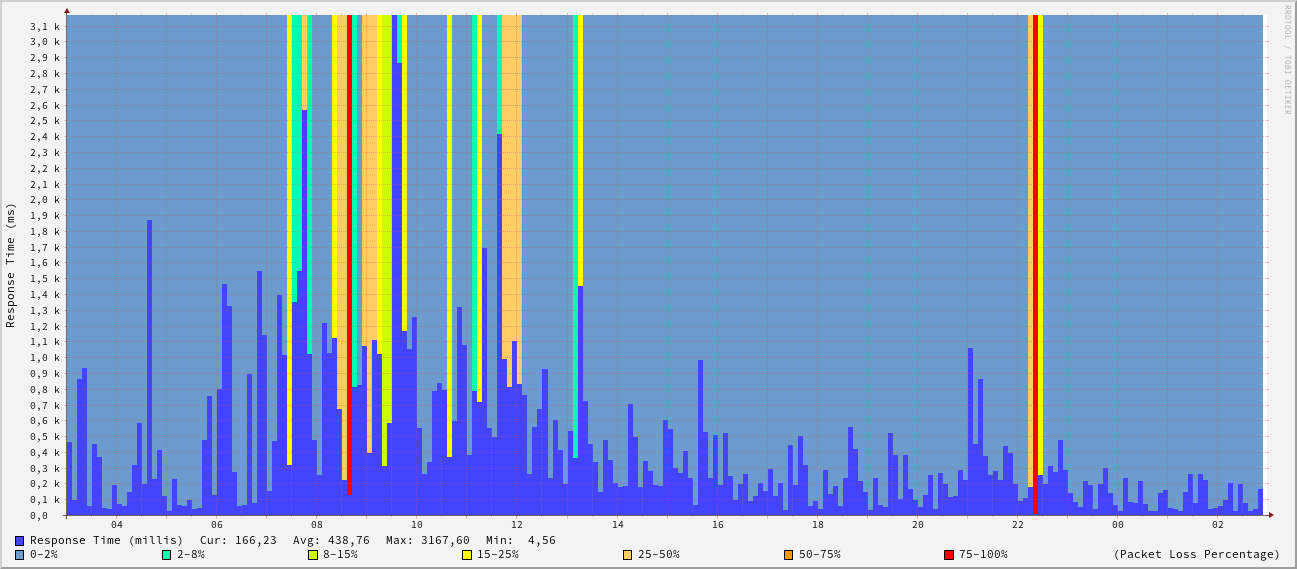 RRDTOOL / TOBI OETIKER
Response Time (ms)
3,1 k
3,0 k
2,9 k
2,8 k
2,7 k
2,6 k
2,5 k
2,4 k
2,3 k
2,2 k
2,1 k
2,0 k
1,9 k
1,8 k
1,7 k
1,6 k
1,5 k
1,4 k
1,3 k
1,2 k
1,1 k
1,0 k
0,9 k
0,8 k
0,7 k
0,6 k
0,5 k
0,4 k
0,3 k
0,2 k
0,1 k
0,0
04 06 08 10 12 14 16 18 20 22 00 02
Response Time (millis) Cur: 166,23 Avg: 438,76 Max: 3167,60 Min: 4,56
0-2% 2-8% 8-15% 15-25% 25-50% 50-75% 75-100% (Packet Loss Percentage)